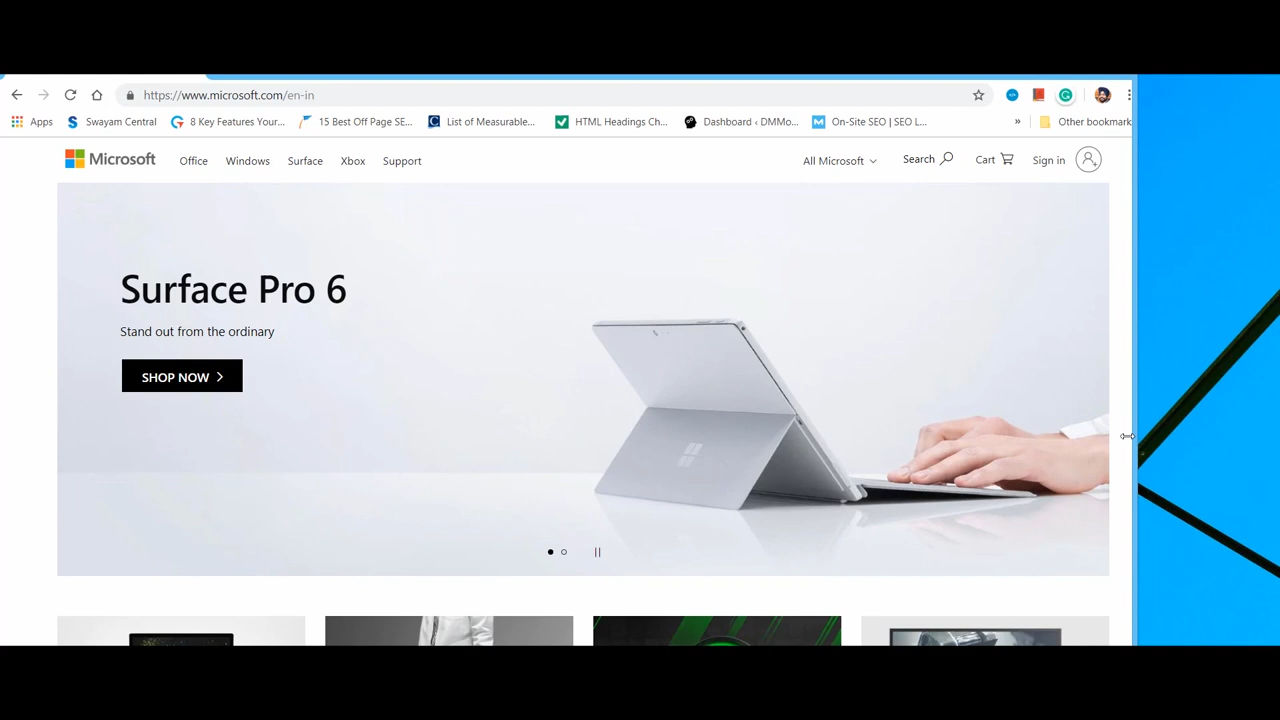 https://www.microsoft.com/en-in
Apps Swayam Central 8 Key Features Your... 15 Best Off Page SE... List of Measurable... HTML Headings Ch... Dashboard ‹ DMMo... On-Site SEO | SEO L... » Other bookmark
Microsoft Office Windows Surface Xbox Support All Microsoft Search Cart Sign in
Surface Pro 6
Stand out from the ordinary
SHOP NOW